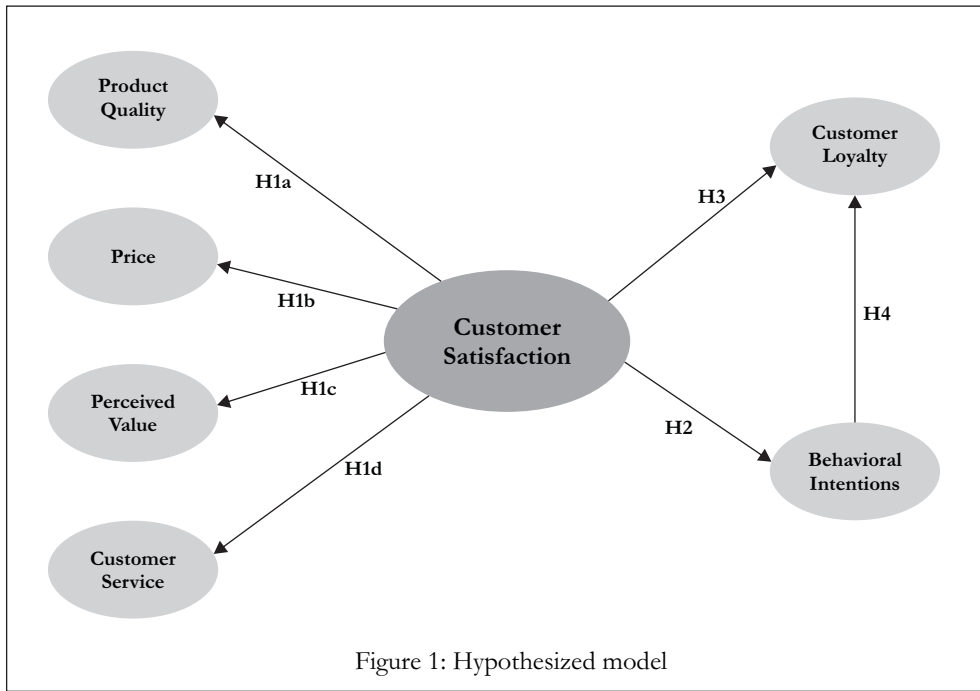 Product
Quality
H1a
Price
H1b
Perceived
Value
H1c
Customer
Service
H1d
Customer
Satisfaction
H3
Customer
Loyalty
H4
H2
Behavioral
Intentions
Figure 1: Hypothesized model